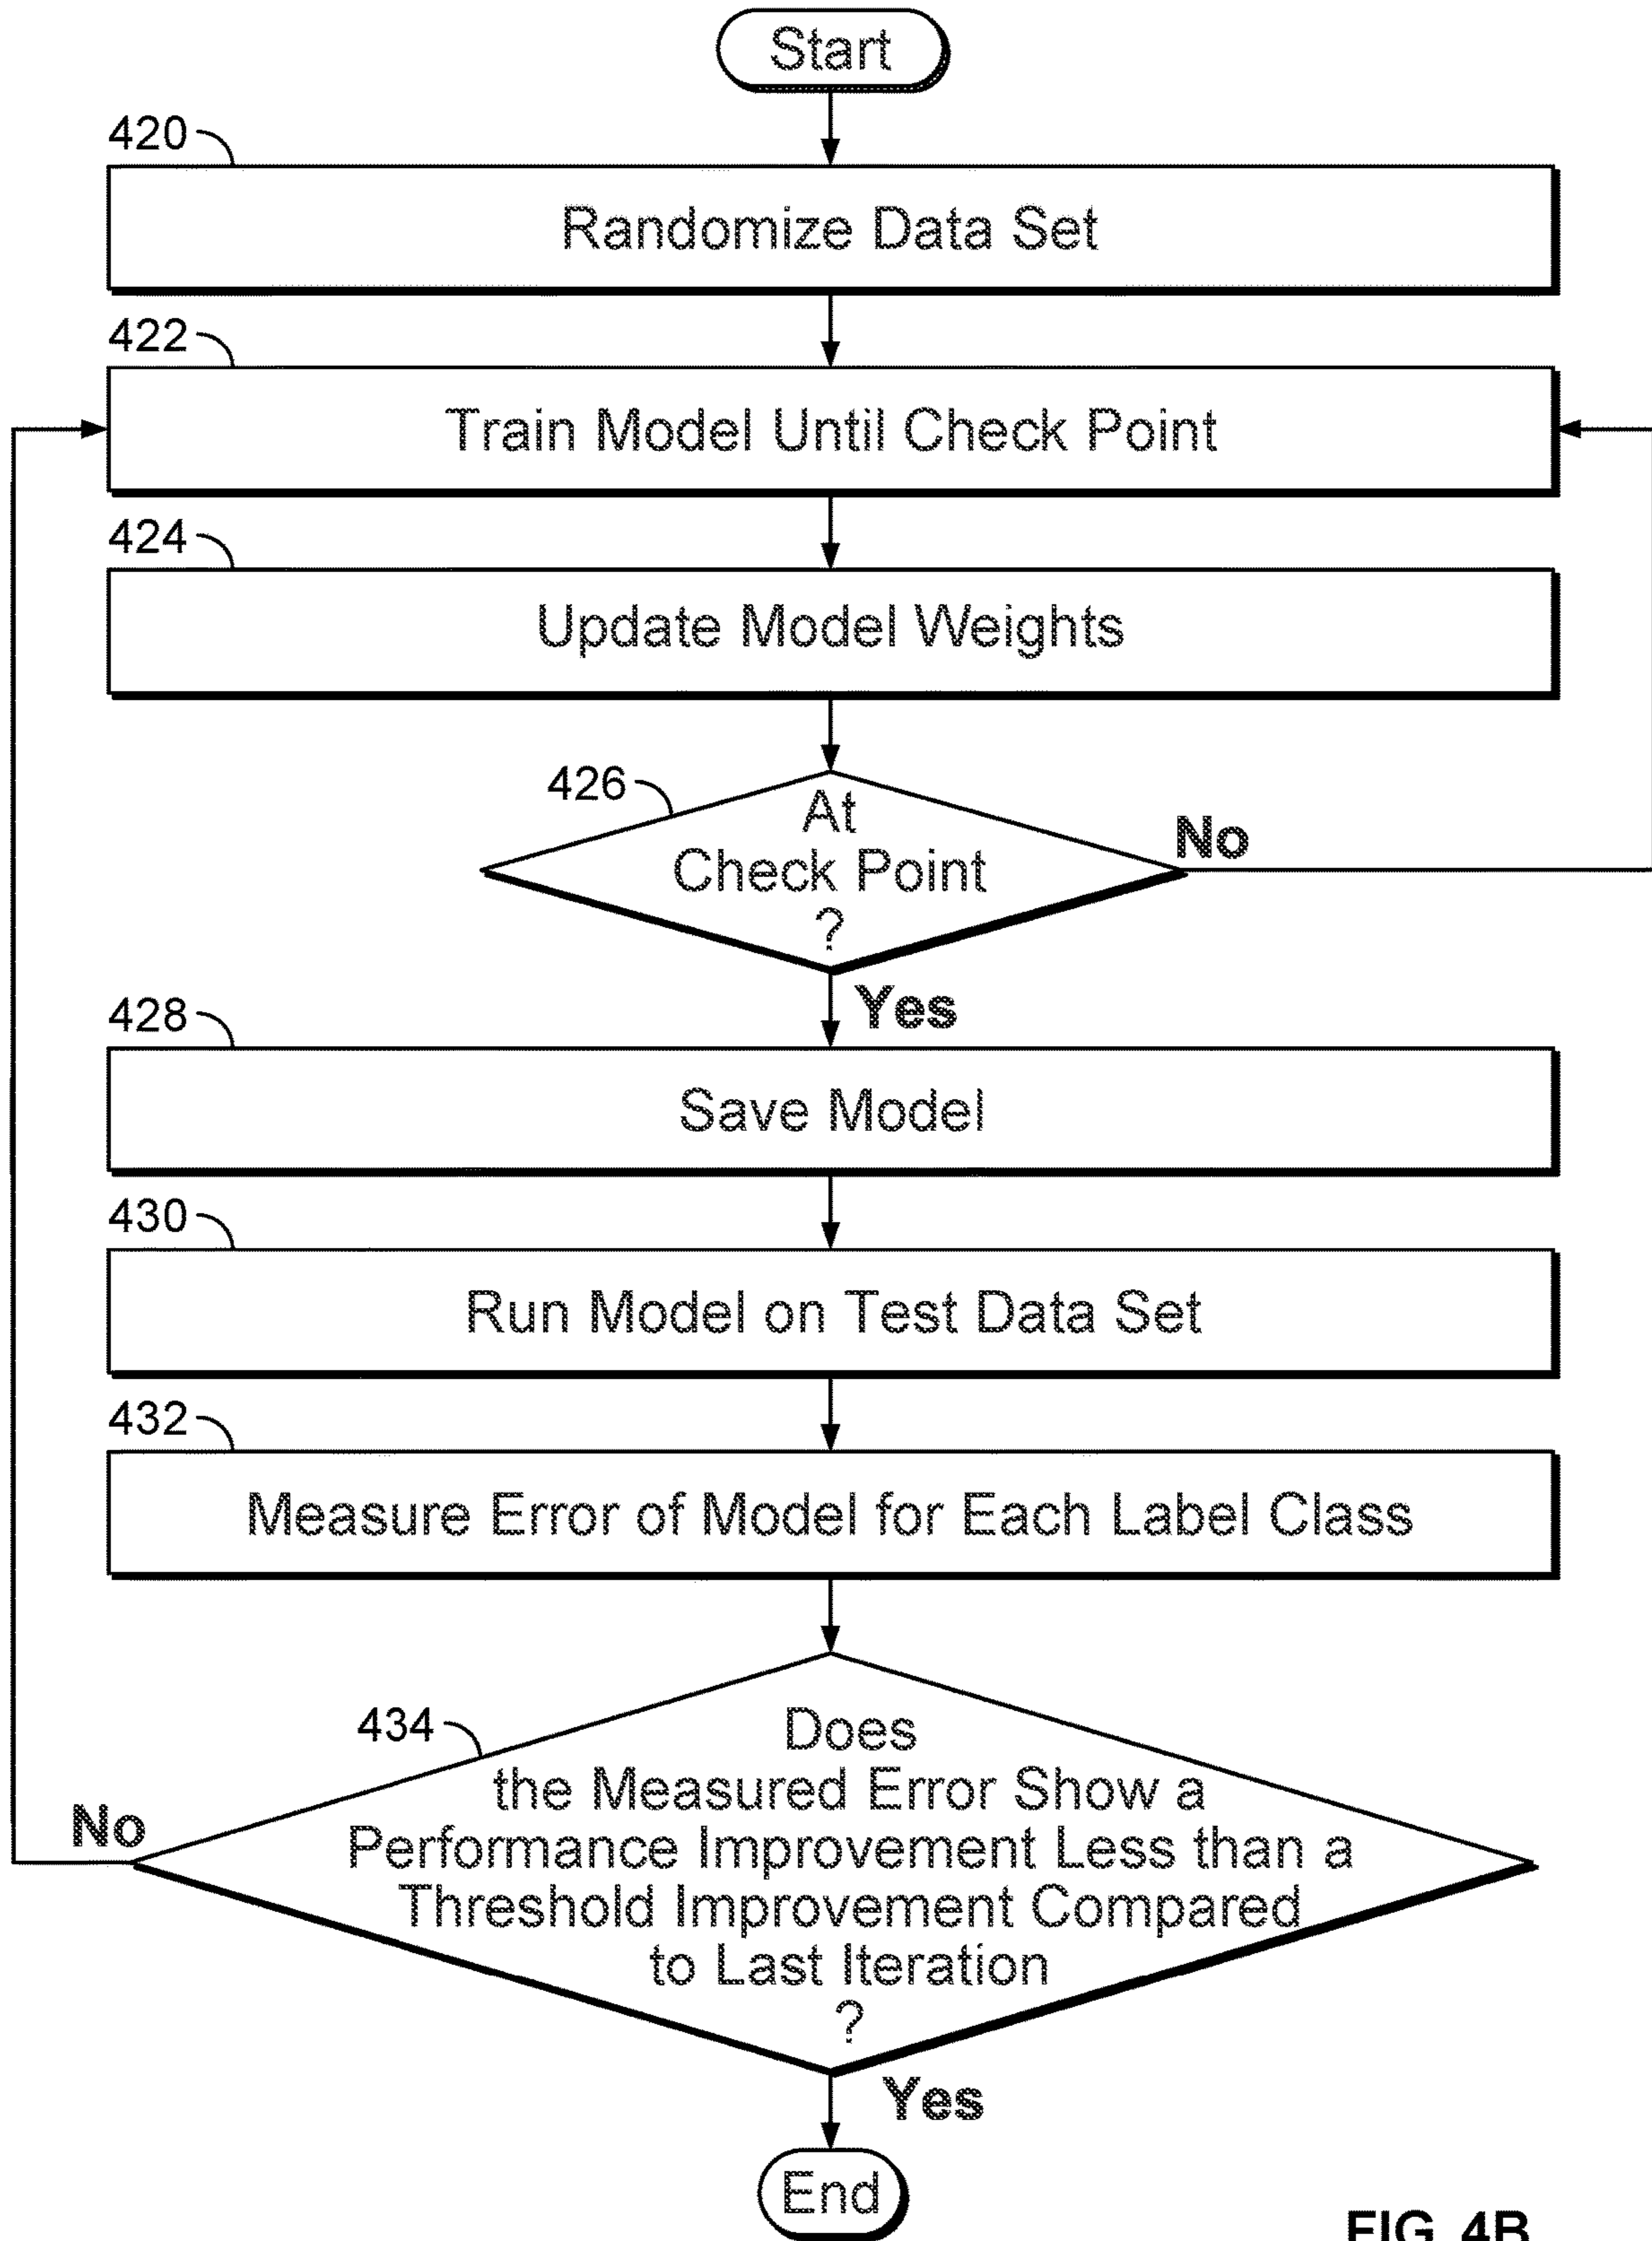 Start
420
Randomize Data Set
422
Train Model Until Check Point
424
Update Model Weights
426
At
Check Point
?
No
Yes
428
Save Model
430
Run Model on Test Data Set
432
Measure Error of Model for Each Label Class
434
Does
the Measured Error Show a
Performance Improvement Less than a
Threshold Improvement Compared
to Last Iteration
?
No
Yes
End
FIG. 4B